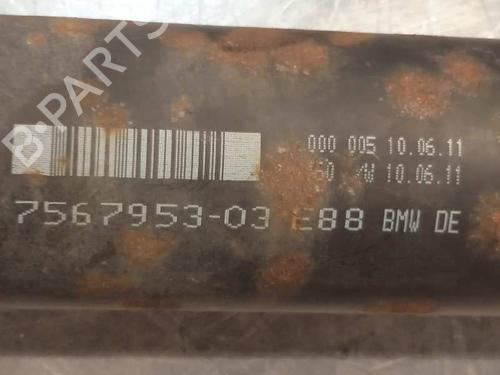 B-PARTS
000 005 10.06.11
10.06.11
7567953-03 E88 BMW DE